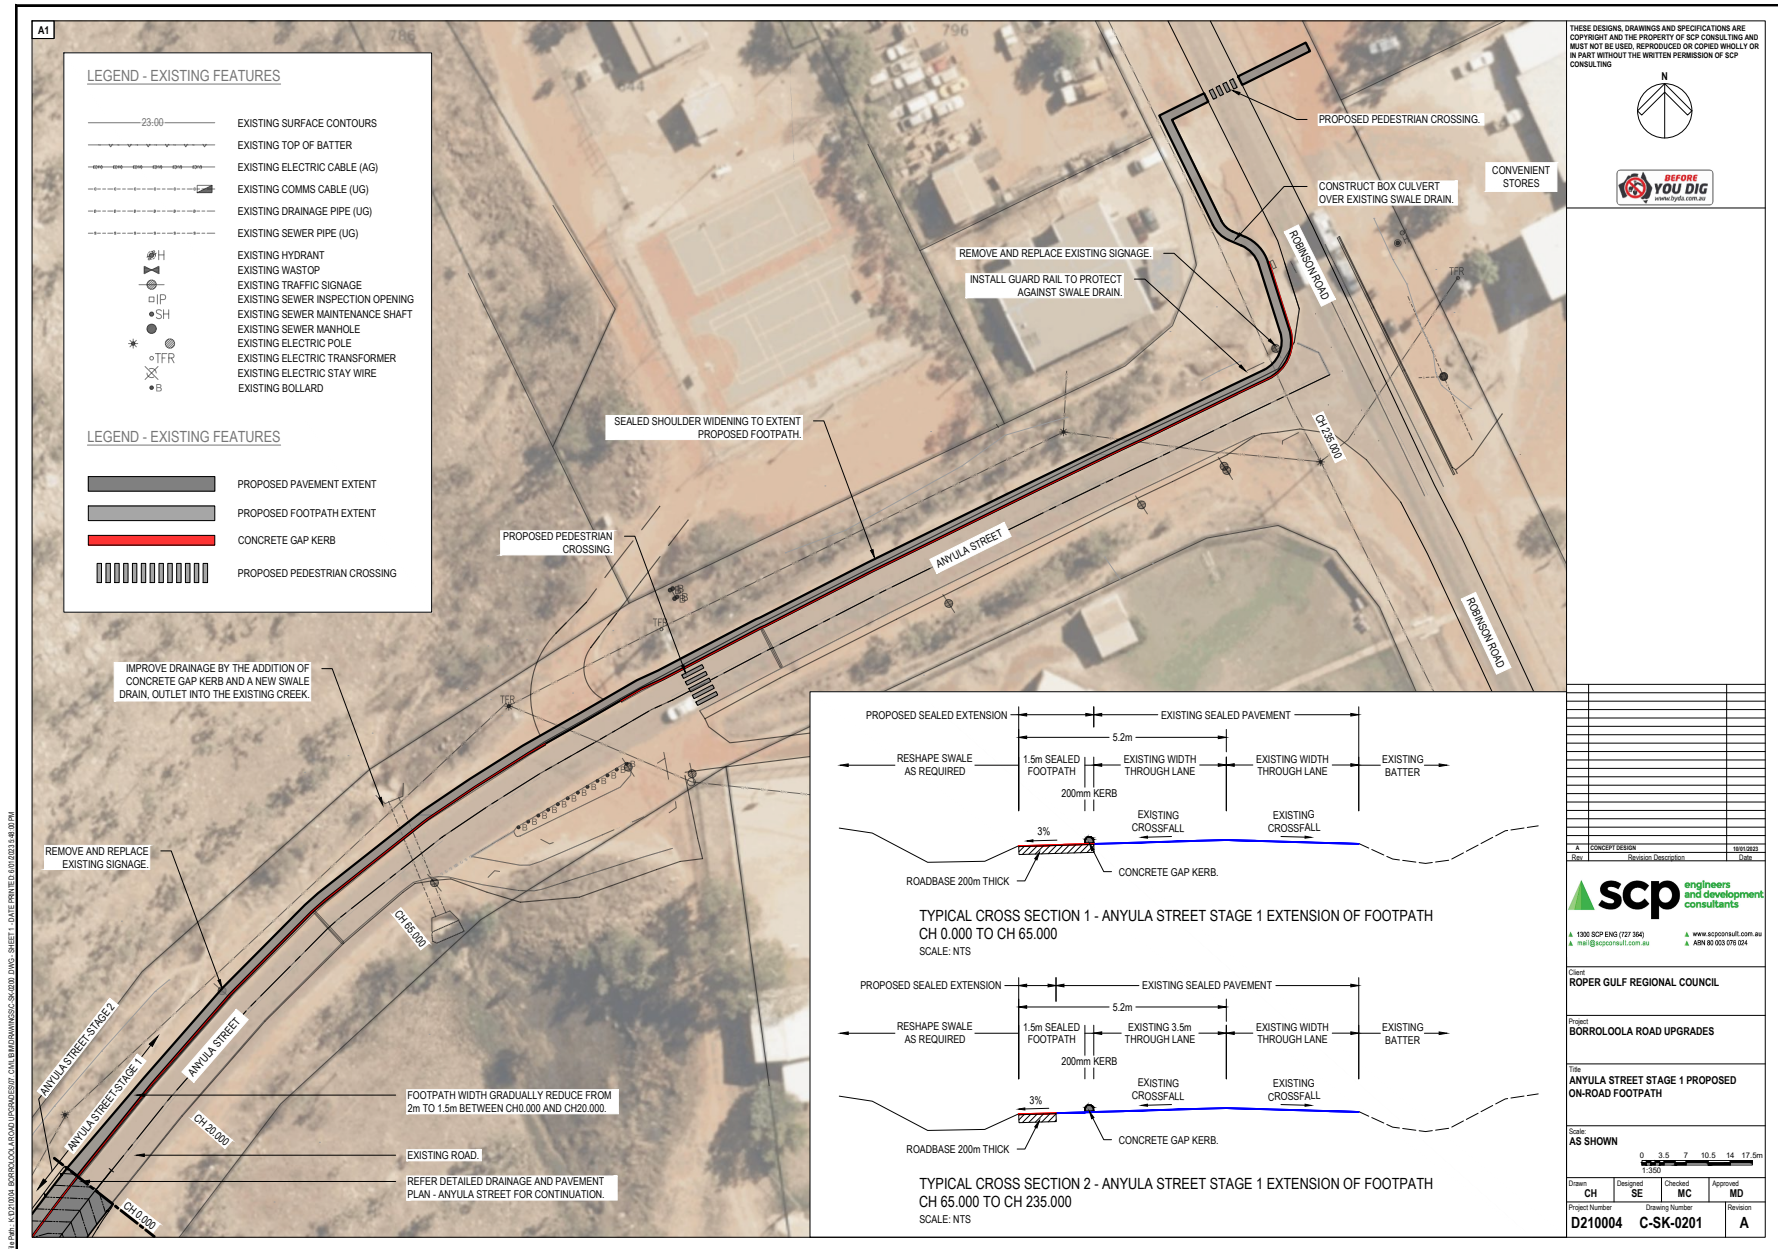 A1
786
796
LEGEND - EXISTING FEATURES
23.00
EXISTING SURFACE CONTOURS
EXISTING TOP OF BATTER
EXISTING ELECTRIC CABLE (AG)
EXISTING COMMS CABLE (UG)
EXISTING DRAINAGE PIPE (UG)
EXISTING SEWER PIPE (UG)
H EXISTING HYDRANT
EXISTING WASTOP
EXISTING TRAFFIC SIGNAGE
IP EXISTING SEWER INSPECTION OPENING
SH EXISTING SEWER MAINTENANCE SHAFT
EXISTING SEWER MANHOLE
EXISTING ELECTRIC POLE
TFR EXISTING ELECTRIC TRANSFORMER
EXISTING ELECTRIC STAY WIRE
B EXISTING BOLLARD
LEGEND - EXISTING FEATURES
PROPOSED PAVEMENT EXTENT
PROPOSED FOOTPATH EXTENT
CONCRETE GAP KERB
PROPOSED PEDESTRIAN CROSSING
PROPOSED PEDESTRIAN CROSSING.
CONVENIENT
STORES
CONSTRUCT BOX CULVERT
OVER EXISTING SWALE DRAIN.
REMOVE AND REPLACE EXISTING SIGNAGE.
INSTALL GUARD RAIL TO PROTECT
AGAINST SWALE DRAIN.
ROBINSON ROAD
TFR
SEALED SHOULDER WIDENING TO EXTENT
PROPOSED FOOTPATH.
CH 235.000
PROPOSED PEDESTRIAN
CROSSING.
ANYULA STREET
ROBINSON ROAD
TFR
IMPROVE DRAINAGE BY THE ADDITION OF
CONCRETE GAP KERB AND A NEW SWALE
DRAIN, OUTLET INTO THE EXISTING CREEK.
TFR
REMOVE AND REPLACE
EXISTING SIGNAGE.
CH 65.000
ANYULA STREET-STAGE 2
ANYULA STREET-STAGE 1
ANYULA STREET
CH 20.000
CH 0.000
FOOTPATH WIDTH GRADUALLY REDUCE FROM
2m TO 1.5m BETWEEN CH0.000 AND CH20.000.
EXISTING ROAD.
REFER DETAILED DRAINAGE AND PAVEMENT
PLAN - ANYULA STREET FOR CONTINUATION.
PROPOSED SEALED EXTENSION
EXISTING SEALED PAVEMENT
5.2m
RESHAPE SWALE
AS REQUIRED
1.5m SEALED
FOOTPATH
EXISTING WIDTH
THROUGH LANE
EXISTING WIDTH
THROUGH LANE
EXISTING
BATTER
200mm KERB
3%
EXISTING
CROSSFALL
EXISTING
CROSSFALL
ROADBASE 200m THICK
CONCRETE GAP KERB.
TYPICAL CROSS SECTION 1 - ANYULA STREET STAGE 1 EXTENSION OF FOOTPATH
CH 0.000 TO CH 65.000
SCALE: NTS
PROPOSED SEALED EXTENSION
EXISTING SEALED PAVEMENT
5.2m
RESHAPE SWALE
AS REQUIRED
1.5m SEALED
FOOTPATH
EXISTING 3.5m
THROUGH LANE
EXISTING WIDTH
THROUGH LANE
EXISTING
BATTER
200mm KERB
3%
EXISTING
CROSSFALL
EXISTING
CROSSFALL
ROADBASE 200m THICK
CONCRETE GAP KERB.
TYPICAL CROSS SECTION 2 - ANYULA STREET STAGE 1 EXTENSION OF FOOTPATH
CH 65.000 TO CH 235.000
SCALE: NTS
THESE DESIGNS, DRAWINGS AND SPECIFICATIONS ARE
COPYRIGHT AND THE PROPERTY OF SCP CONSULTING AND
MUST NOT BE USED, REPRODUCED OR COPIED WHOLLY OR
IN PART WITHOUT THE WRITTEN PERMISSION OF SCP
CONSULTING
N
BEFORE
YOU DIG
www.byda.com.au
A CONCEPT DESIGN 10/01/2023
Rev Revision Description Date
scp engineers
and development
consultants
1300 SCP ENG (727 364) www.scpconsult.com.au
mail@scpconsult.com.au ABN 80 003 076 024
Client
ROPER GULF REGIONAL COUNCIL
Project
BORROLOOLA ROAD UPGRADES
Title
ANYULA STREET STAGE 1 PROPOSED
ON-ROAD FOOTPATH
Scale:
AS SHOWN
0 3.5 7 10.5 14 17.5m
1:350
Drawn Designed Checked Approved
CH SE MC MD
Project Number Drawing Number Revision
D210004 C-SK-0201 A